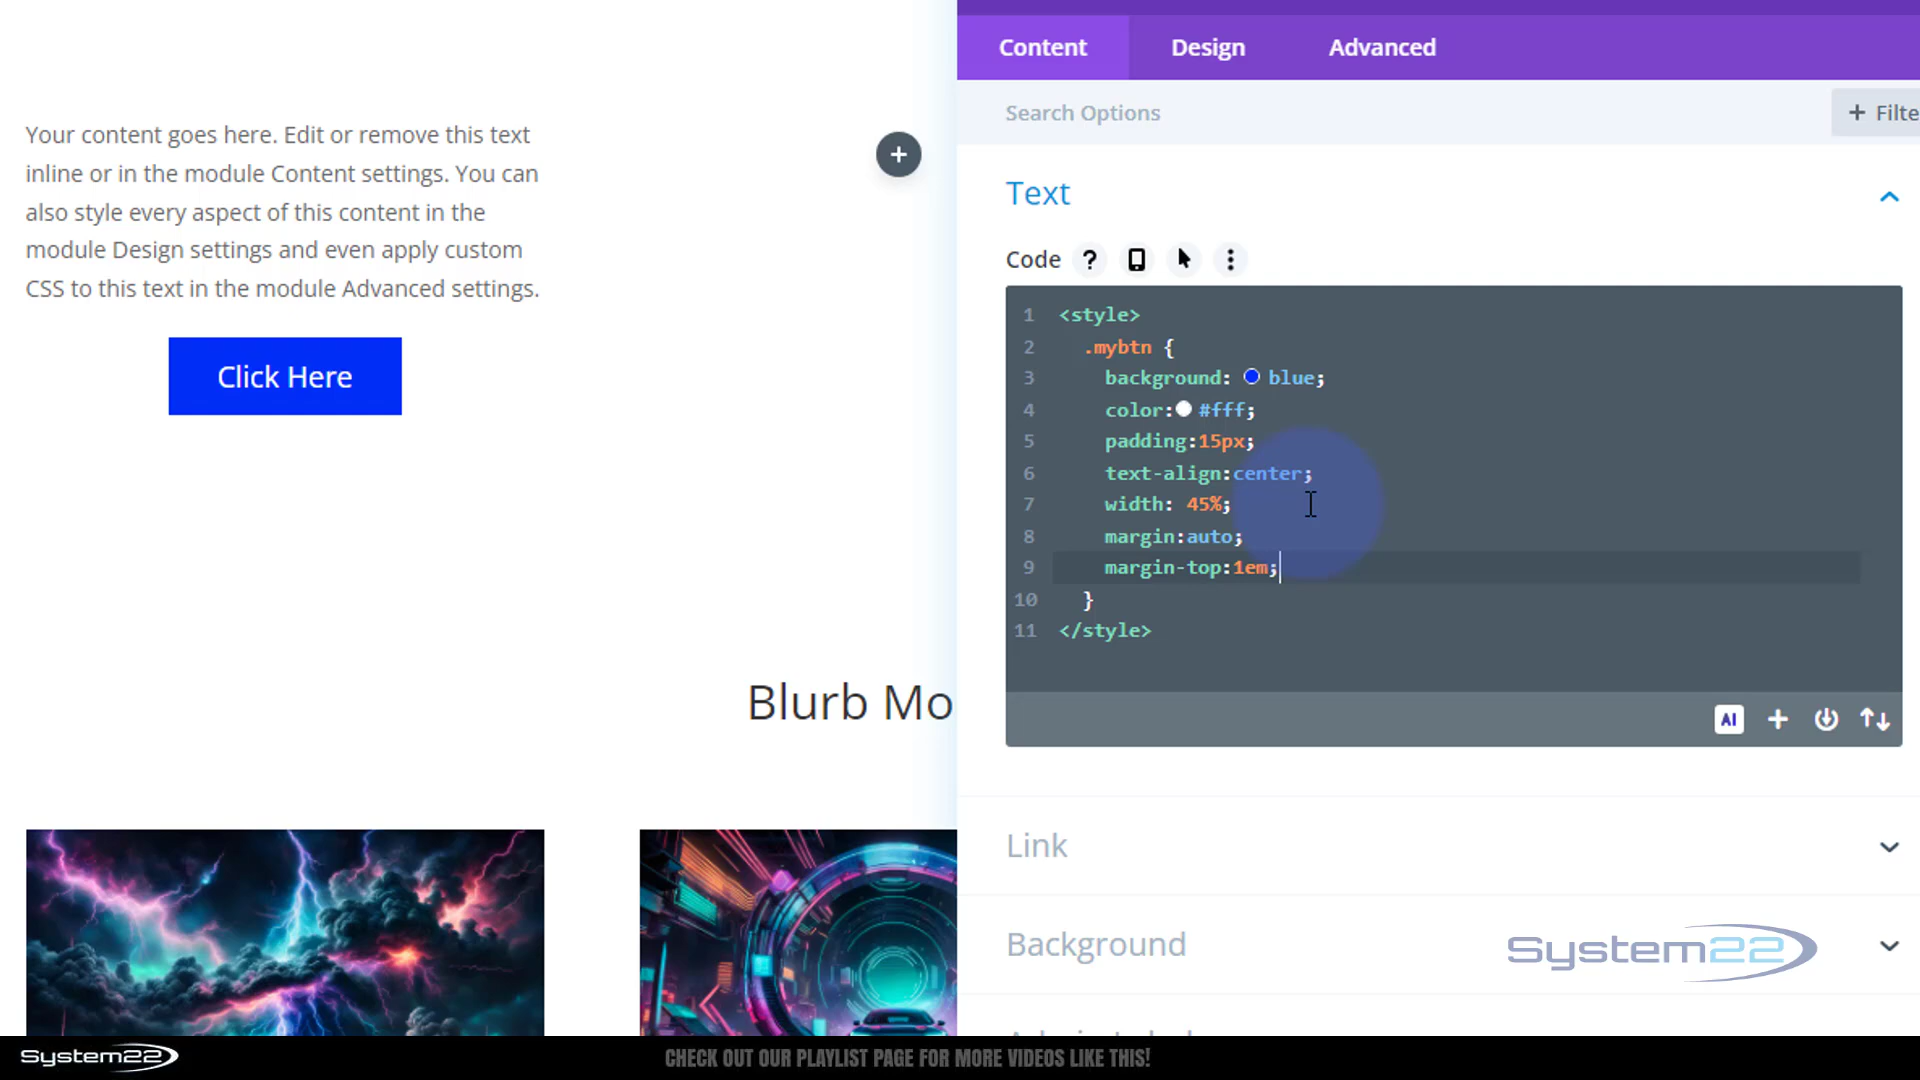 Content Design Advanced
Search Options
+ Filte
Your content goes here. Edit or remove this text
inline or in the module Content settings. You can
also style every aspect of this content in the
module Design settings and even apply custom
CSS to this text in the module Advanced settings.
Click Here
Blurb Mo
Text
Code ?
1 <style>
2 .mybtn {
3 background: blue;
4 color: #fff;
5 padding:15px;
6 text-align:center;
7 width: 45%;
8 margin:auto;
9 margin-top:1em;
10 }
11 </style>
AI
Link
Background
System22
System22
CHECK OUT OUR PLAYLIST PAGE FOR MORE VIDEOS LIKE THIS!